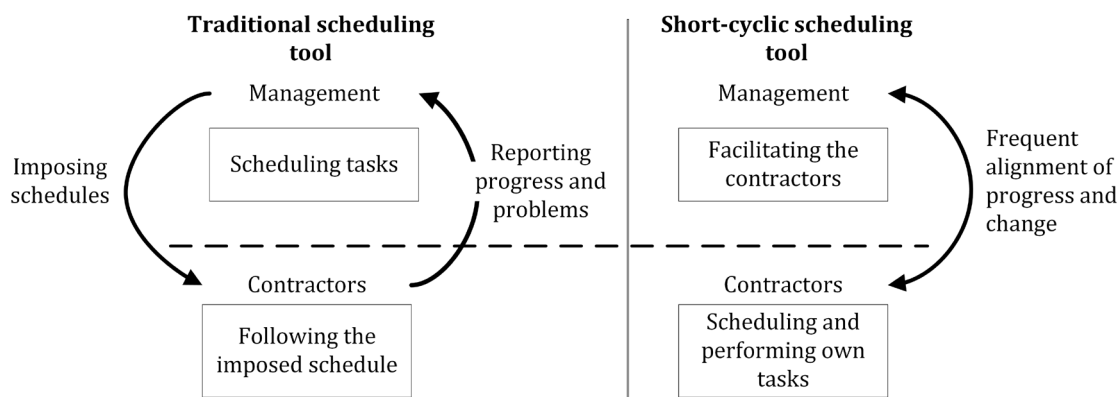 Traditional scheduling
tool
Management
Scheduling tasks
Imposing
schedules
Reporting
progress and
problems
Contractors
Following the
imposed schedule
Short-cyclic scheduling
tool
Management
Facilitating the
contractors
Frequent
alignment of
progress and
change
Contractors
Scheduling and
performing own
tasks